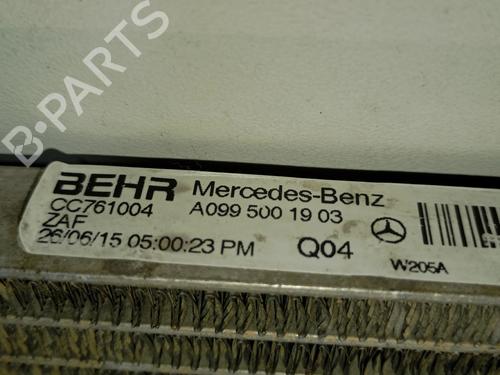 B-PARTS
BEHR Mercedes-Benz
CC761004 A099 500 19 03
ZAF
26/06/15 05:00:23 PM Q04
W205A